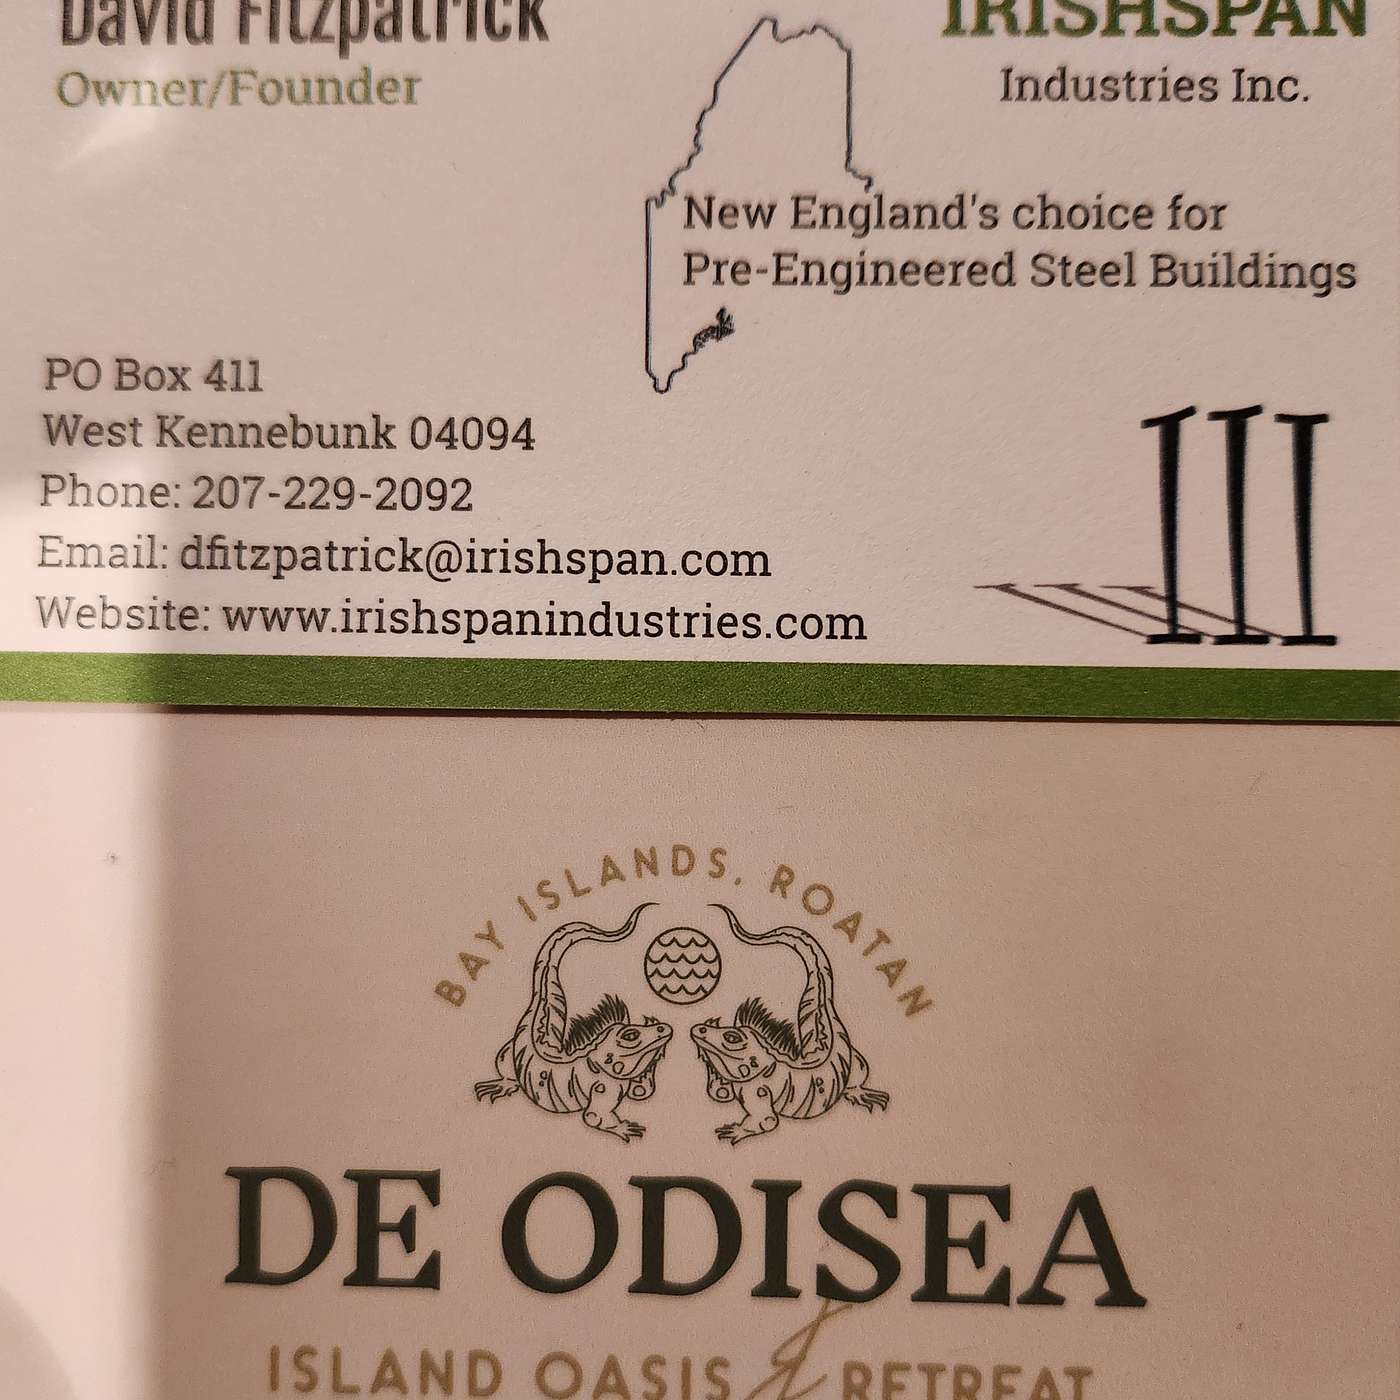 David Fitzpatrick
Owner/Founder
IRISHSPAN
Industries Inc.
New England's choice for
Pre-Engineered Steel Buildings
PO Box 411
West Kennebunk 04094
Phone: 207-229-2092
Email: dfitzpatrick@irishspan.com
Website: www.irishspanindustries.com
III
BAY ISLANDS, ROATAN
DE ODISEA
ISLAND OASIS & RETREAT